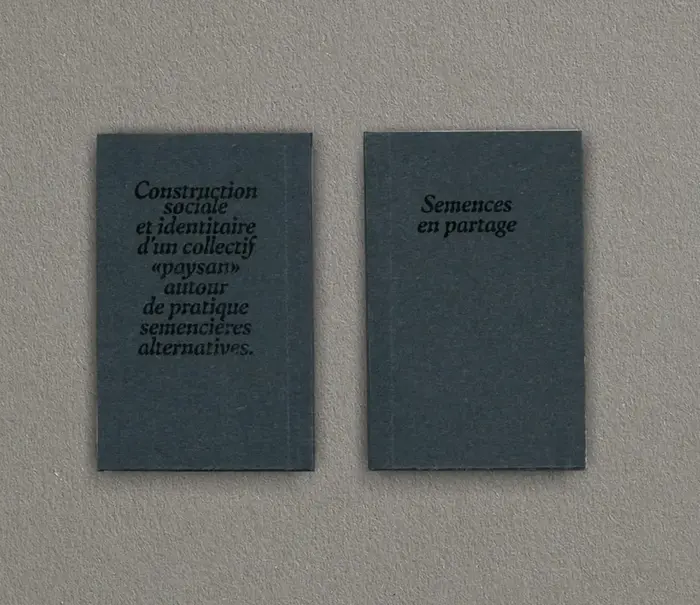 Construction
sociale
et identitaire
d'un collectif
«paysan»
autour
de pratique
semencières
alternatives.
Semences
en partage